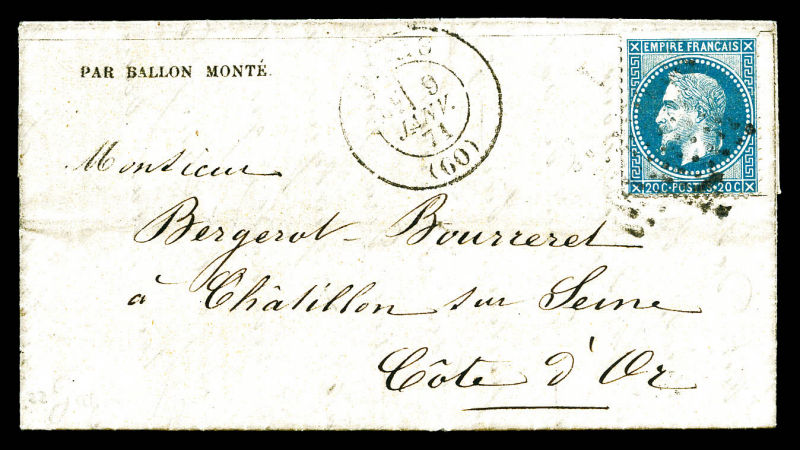 PAR BALLON MONTÉ.
9
JANV.
71
(60)
EMPIRE FRANÇAIS
20 C · POSTES · 20 C
Monsieur
Bergerot-Bourreret
à Châtillon sur Seine
Côte d'Or